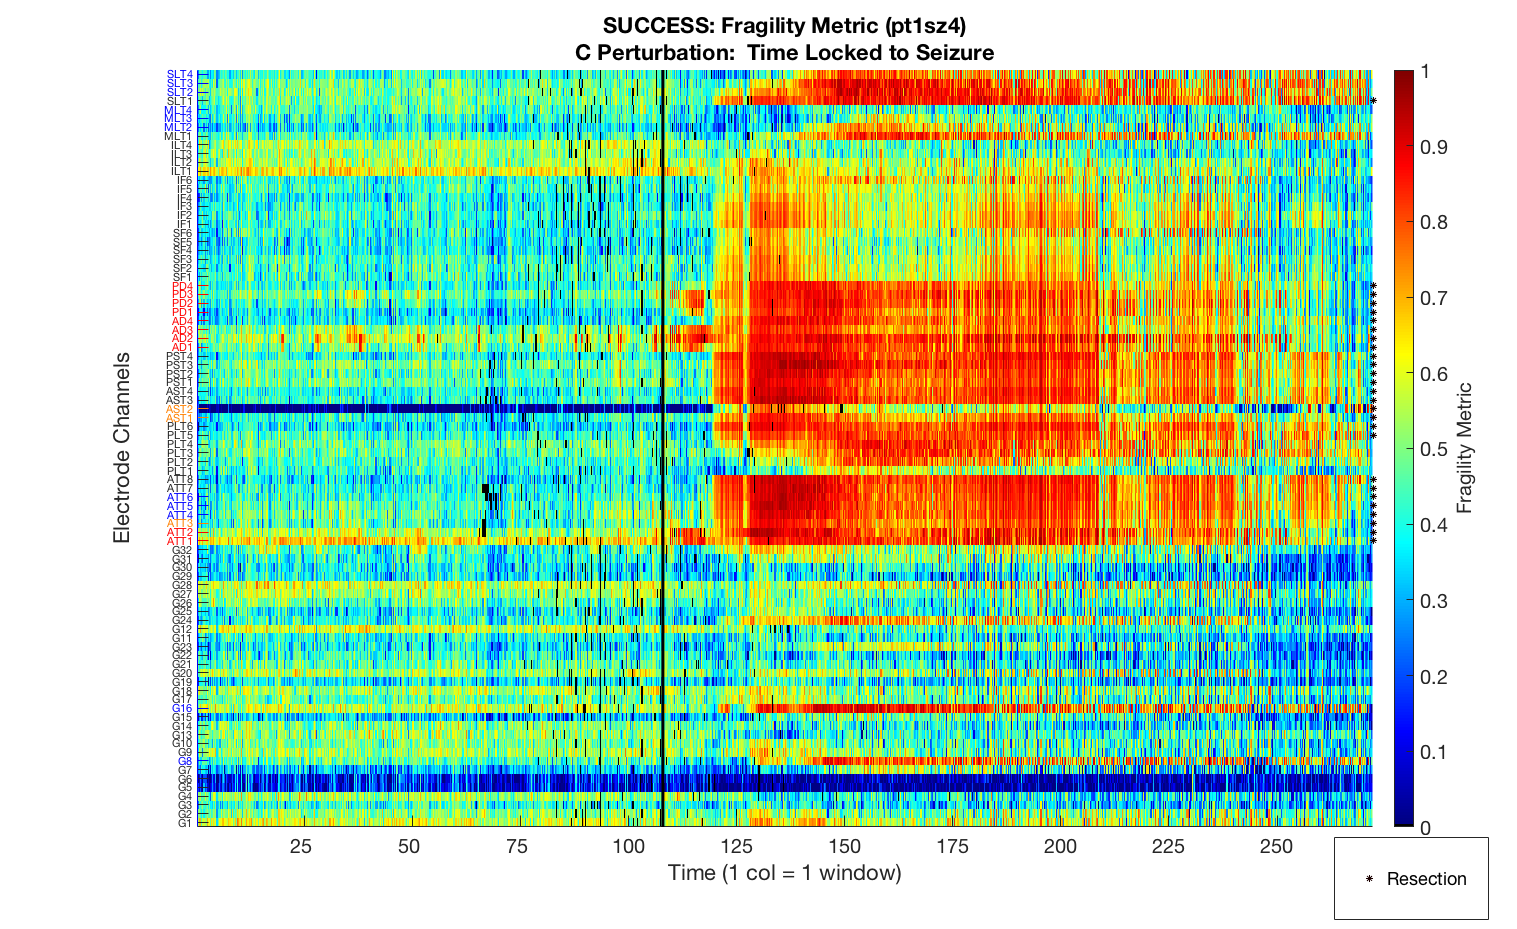 SUCCESS: Fragility Metric (pt1sz4)
C Perturbation: Time Locked to Seizure
Electrode Channels
SLT4
SLT3
SLT2
SLT1
MLT4
MLT3
MLT2
MLT1
ILT4
ILT3
ILT2
ILT1
IF6
IF5
IF4
IF3
IF2
IF1
SF6
SF5
SF4
SF3
SF2
SF1
PD4
PD3
PD2
PD1
AD4
AD3
AD2
AD1
PST4
PST3
PST2
PST1
AST4
AST3
AST2
AST1
PLT6
PLT5
PLT4
PLT3
PLT2
PLT1
ATT8
ATT7
ATT6
ATT5
ATT4
ATT3
ATT2
ATT1
G32
G31
G30
G29
G28
G27
G26
G25
G24
G12
G11
G23
G22
G21
G20
G19
G18
G17
G16
G15
G14
G13
G10
G9
G8
G7
G6
G5
G4
G3
G2
G1
25 50 75 100 125 150 175 200 225 250
Time (1 col = 1 window)
1
0.9
0.8
0.7
0.6
0.5
0.4
0.3
0.2
0.1
0
Fragility Metric
Resection